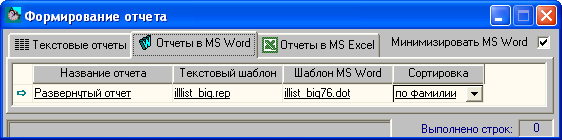 Формирование отчета
Текстовые отчеты Отчеты в MS Word Отчеты в MS Excel Минимизировать MS Word
Название отчета Текстовый шаблон Шаблон MS Word Сортировка
Развернутый отчет illlist_big.rep illist_big76.dot по фамилии
Выполнено строк: 0